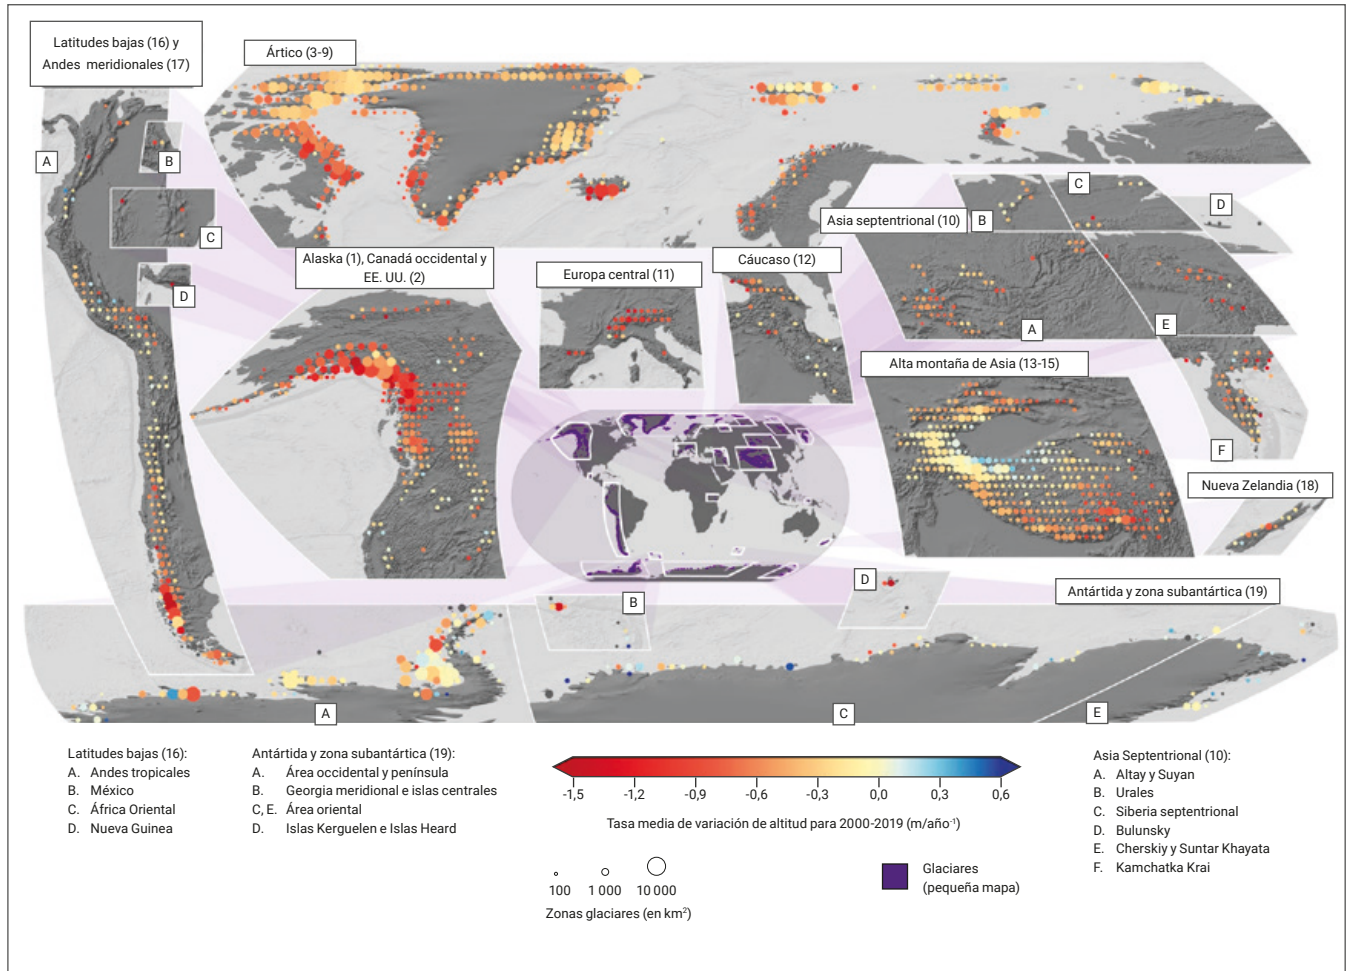 Latitudes bajas (16) y
Andes meridionales (17)
Ártico (3-9)
A
B
C
D
Alaska (1), Canadá occidental y
EE. UU. (2)
Europa central (11)
Cáucaso (12)
Asia septentrional (10)
B
C
D
A
E
F
Alta montaña de Asia (13-15)
Nueva Zelandia (18)
Antártida y zona subantártica (19)
B
D
A
C
E
Latitudes bajas (16):
A. Andes tropicales
B. México
C. África Oriental
D. Nueva Guinea
Antártida y zona subantártica (19):
A. Área occidental y península
B. Georgia meridional e islas centrales
C, E. Área oriental
D. Islas Kerguelen e Islas Heard
-1,5 -1,2 -0,9 -0,6 -0,3 0,0 0,3 0,6
Tasa media de variación de altitud para 2000-2019 (m/año⁻¹)
100 1 000 10 000
Zonas glaciares (en km²)
Glaciares
(pequeña mapa)
Asia Septentrional (10):
A. Altay y Suyan
B. Urales
C. Siberia septentrional
D. Bulunsky
E. Cherskiy y Suntar Khayata
F. Kamchatka Krai